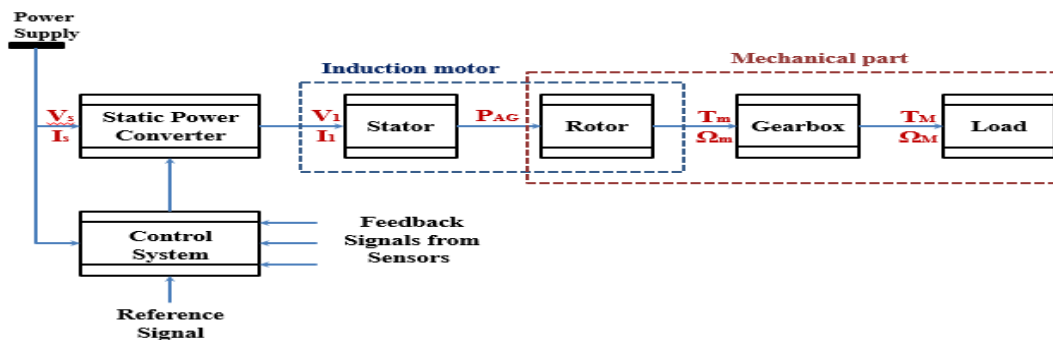 Power
Supply
Induction motor
Mechanical part
Vs
Is
Static Power
Converter
V1
I1
Stator
PAG
Rotor
Tm
Ωm
Gearbox
TM
ΩM
Load
Control
System
Feedback
Signals from
Sensors
Reference
Signal